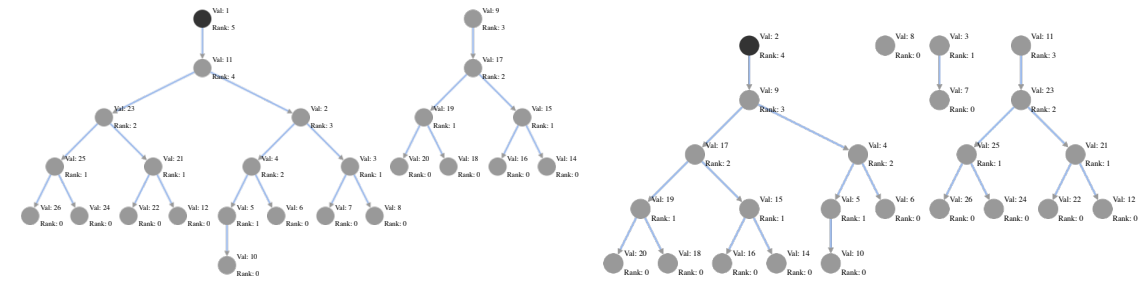 Val: 1
Rank: 5
Val: 9
Rank: 3
Val: 11
Rank: 4
Val: 17
Rank: 2
Val: 23
Rank: 2
Val: 2
Rank: 3
Val: 19
Rank: 1
Val: 15
Rank: 1
Val: 25
Rank: 1
Val: 21
Rank: 1
Val: 4
Rank: 2
Val: 3
Rank: 1
Val: 20
Rank: 0
Val: 18
Rank: 0
Val: 16
Rank: 0
Val: 14
Rank: 0
Val: 26
Rank: 0
Val: 24
Rank: 0
Val: 22
Rank: 0
Val: 12
Rank: 0
Val: 5
Rank: 1
Val: 6
Rank: 0
Val: 7
Rank: 0
Val: 8
Rank: 0
Val: 10
Rank: 0
Val: 2
Rank: 4
Val: 8
Rank: 0
Val: 3
Rank: 1
Val: 11
Rank: 3
Val: 9
Rank: 3
Val: 7
Rank: 0
Val: 23
Rank: 2
Val: 17
Rank: 2
Val: 4
Rank: 2
Val: 25
Rank: 1
Val: 21
Rank: 1
Val: 19
Rank: 1
Val: 15
Rank: 1
Val: 5
Rank: 1
Val: 6
Rank: 0
Val: 26
Rank: 0
Val: 24
Rank: 0
Val: 22
Rank: 0
Val: 12
Rank: 0
Val: 20
Rank: 0
Val: 18
Rank: 0
Val: 16
Rank: 0
Val: 14
Rank: 0
Val: 10
Rank: 0